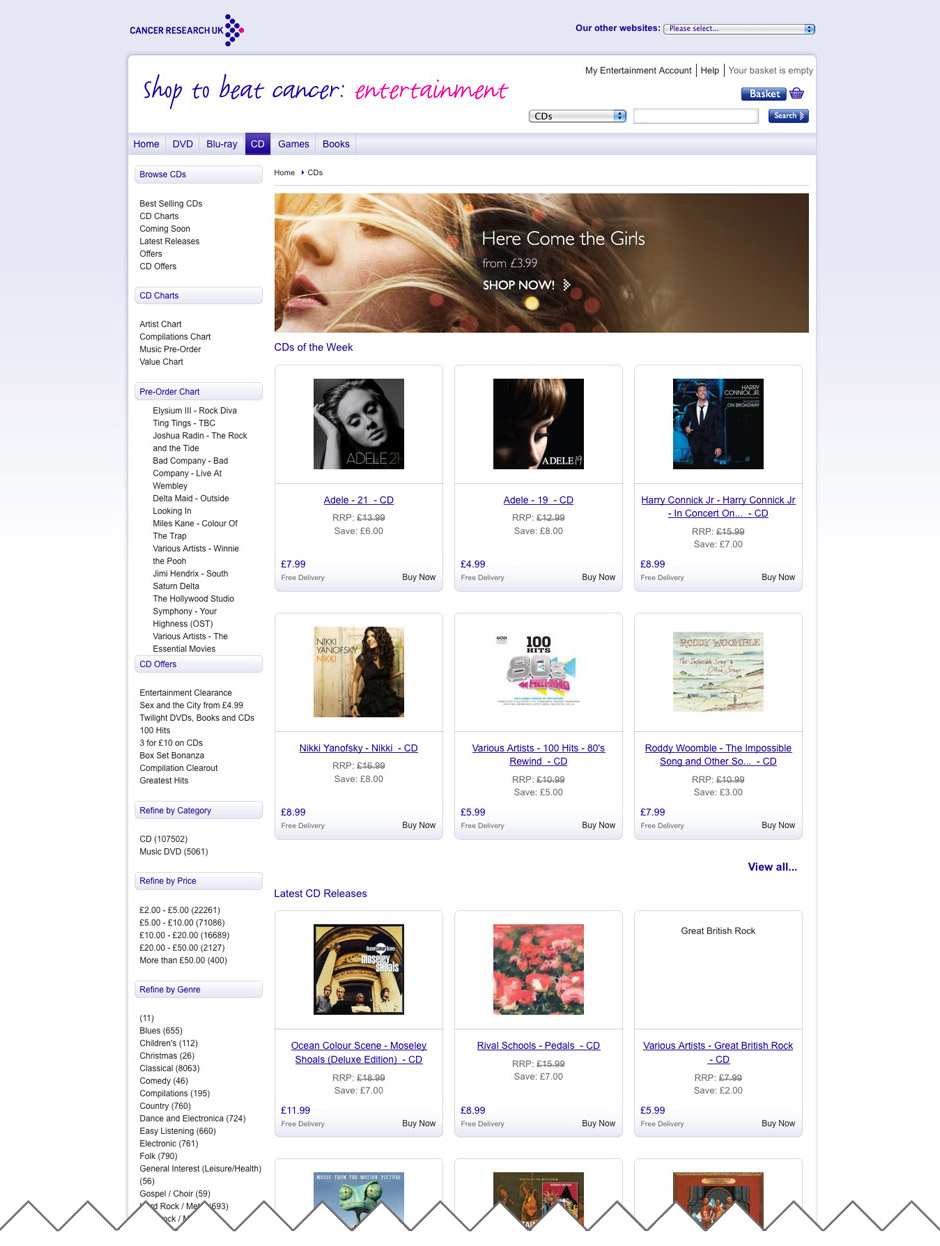 CANCER RESEARCH UK
Our other websites: Please select...
My Entertainment Account Help Your basket is empty
Shop to beat cancer: entertainment
Basket
CDs Search
Home DVD Blu-ray CD Games Books
Browse CDs
Best Selling CDs
CD Charts
Coming Soon
Latest Releases
Offers
CD Offers
CD Charts
Artist Chart
Compilations Chart
Music Pre-Order
Value Chart
Pre-Order Chart
Elysium III - Rock Diva
Ting Tings - TBC
Joshua Radin - The Rock
and the Tide
Bad Company - Bad
Company - Live At
Wembley
Delta Maid - Outside
Looking In
Miles Kane - Colour Of
The Trap
Various Artists - Winnie
the Pooh
Jimi Hendrix - South
Saturn Delta
The Hollywood Studio
Symphony - Your
Highness (OST)
Various Artists - The
Essential Movies
CD Offers
Entertainment Clearance
Sex and the City from £4.99
Twilight DVDs, Books and CDs
100 Hits
3 for £10 on CDs
Box Set Bonanza
Compilation Clearout
Greatest Hits
Refine by Category
CD (107502)
Music DVD (5061)
Refine by Price
£2.00 - £5.00 (22261)
£5.00 - £10.00 (71086)
£10.00 - £20.00 (16689)
£20.00 - £50.00 (2127)
More than £50.00 (400)
Refine by Genre
(11)
Blues (655)
Children's (112)
Christmas (26)
Classical (8063)
Comedy (46)
Compilations (195)
Country (760)
Dance and Electronica (724)
Easy Listening (660)
Electronic (761)
Folk (790)
General Interest (Leisure/Health)
(56)
Gospel / Choir (59)
Home CDs
Here Come the Girls
from £3.99
SHOP NOW!
CDs of the Week
ADELE 21
ADELE 19
HARRY
CONNICK JR.
ON BROADWAY
Adele - 21 - CD
RRP: £13.99
Save: £6.00
£7.99
Free Delivery Buy Now
Adele - 19 - CD
RRP: £12.99
Save: £8.00
£4.99
Free Delivery Buy Now
Harry Connick Jr - Harry Connick Jr
- In Concert On... - CD
RRP: £15.99
Save: £7.00
£8.99
Free Delivery Buy Now
NIKKI
YANOFSKY
NIKKI
100
HITS
80s
REWIND
RODDY WOOMBLE
The Impossible Song &
Other Songs
Nikki Yanofsky - Nikki - CD
RRP: £16.99
Save: £8.00
£8.99
Free Delivery Buy Now
Various Artists - 100 Hits - 80's
Rewind - CD
RRP: £10.99
Save: £5.00
£5.99
Free Delivery Buy Now
Roddy Woomble - The Impossible
Song and Other So... - CD
RRP: £10.99
Save: £3.00
£7.99
Free Delivery Buy Now
View all...
Latest CD Releases
Ocean Colour Scene
Moseley
Shoals
Great British Rock
Ocean Colour Scene - Moseley
Shoals (Deluxe Edition) - CD
RRP: £18.99
Save: £7.00
£11.99
Free Delivery Buy Now
Rival Schools - Pedals - CD
RRP: £15.99
Save: £7.00
£8.99
Free Delivery Buy Now
Various Artists - Great British Rock
- CD
RRP: £7.99
Save: £2.00
£5.99
Free Delivery Buy Now
MUSIC FROM THE MOTION PICTURE